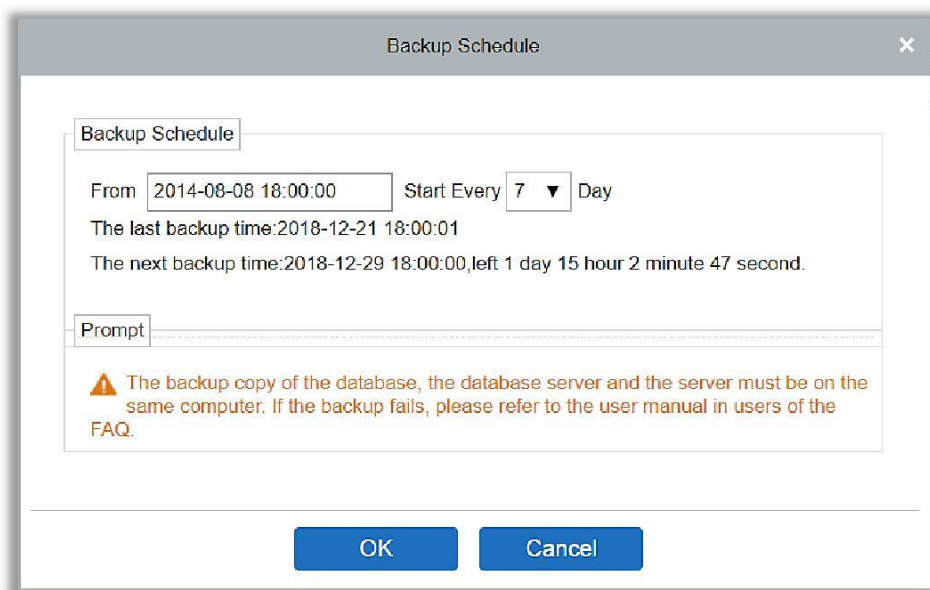 Backup Schedule
Backup Schedule
From 2014-08-08 18:00:00 Start Every 7 Day
The last backup time:2018-12-21 18:00:01
The next backup time:2018-12-29 18:00:00,left 1 day 15 hour 2 minute 47 second.
Prompt
The backup copy of the database, the database server and the server must be on the
same computer. If the backup fails, please refer to the user manual in users of the
FAQ.
OK Cancel